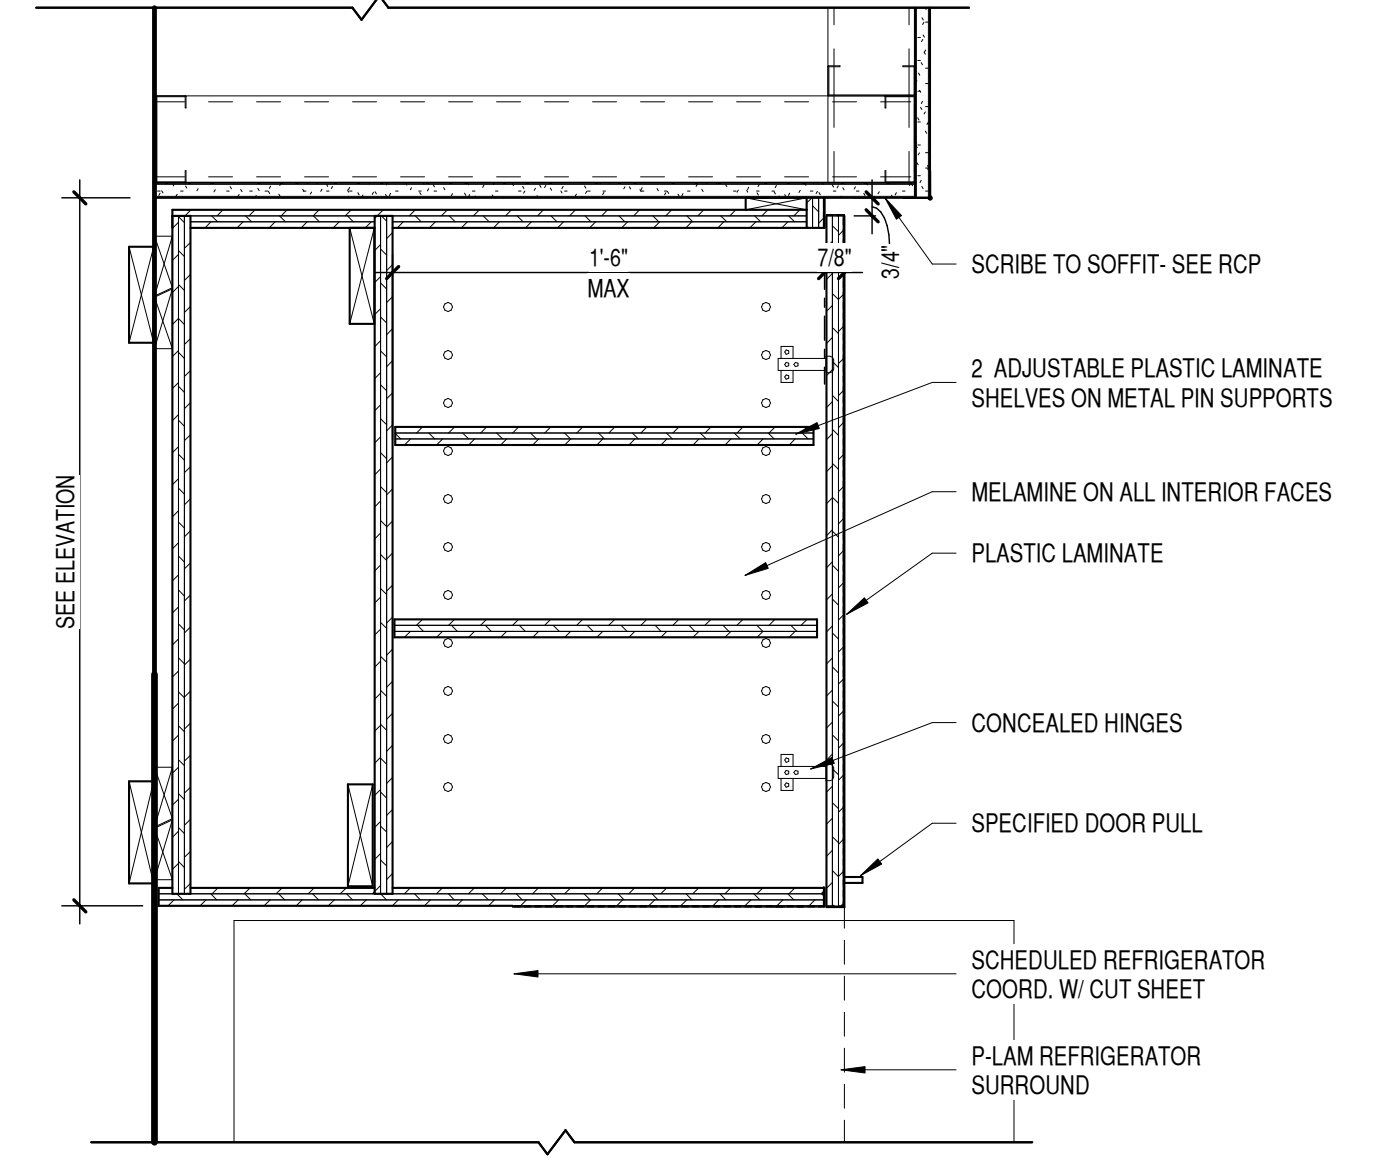 SCRIBE TO SOFFIT- SEE RCP
1'-6"
MAX
7/8"
3/4"
2 ADJUSTABLE PLASTIC LAMINATE
SHELVES ON METAL PIN SUPPORTS
MELAMINE ON ALL INTERIOR FACES
SEE ELEVATION
PLASTIC LAMINATE
CONCEALED HINGES
SPECIFIED DOOR PULL
SCHEDULED REFRIGERATOR
COORD. W/ CUT SHEET
P-LAM REFRIGERATOR
SURROUND